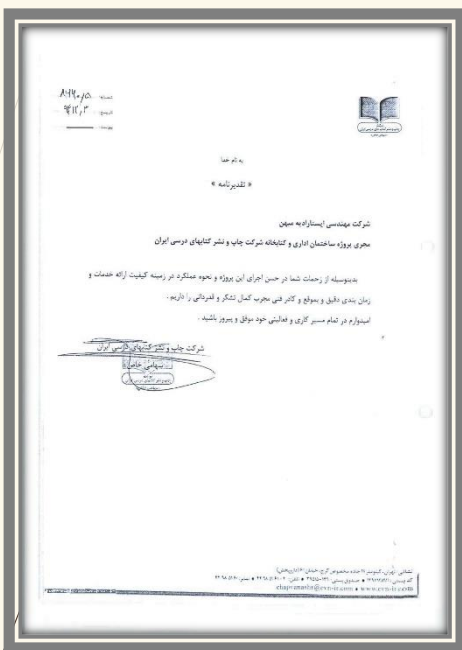 به نام خدا
« تقدیرنامه »
شرکت مهندسی ایستارادیه میهن
مجری پروژه ساختمان اداری و کتابخانه شرکت چاپ و نشر کتابهای درسی ایران
بدینوسیله از زحمات شما در حسن اجرای این پروژه و نحوه عملکرد در زمینه کیفیت ارائه خدمات و
زمان بندی دقیق و بموقع و کادر فنی مجرب کمال تشکر و قدردانی را داریم .
امیدوارم در تمام مسیر کاری و فعالیتی خود موفق و پیروز باشید .
شرکت چاپ و نشر کتابهای درسی ایران
سهامی خاص